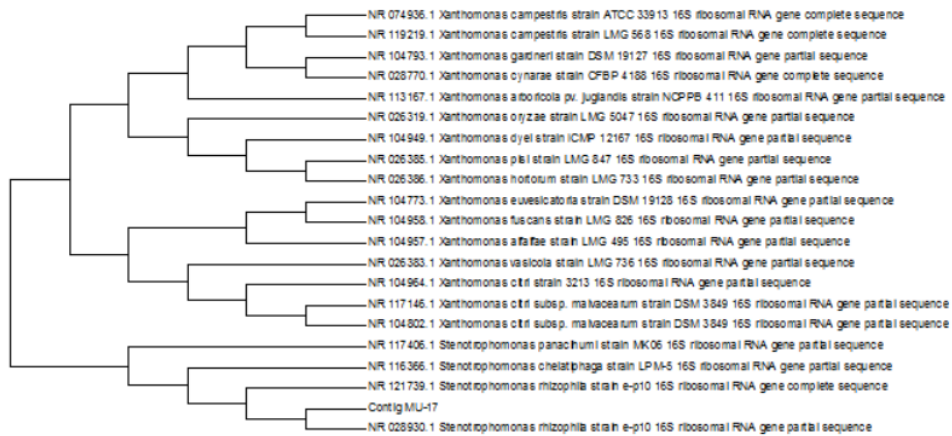 NR 074936.1 Xanthomonas campestris strain ATCC 33913 16S ribosomal RNA gene complete sequence
NR 119219.1 Xanthomonas campestris strain LMG 568 16S ribosomal RNA gene complete sequence
NR 104793.1 Xanthomonas gardneri strain DSM 19127 16S ribosomal RNA gene partial sequence
NR 028770.1 Xanthomonas cynarae strain CFBP 4188 16S ribosomal RNA gene complete sequence
NR 113167.1 Xanthomonas arboricola pv. juglandis strain NCPPB 411 16S ribosomal RNA gene partial sequence
NR 026319.1 Xanthomonas oryzae strain LMG 5047 16S ribosomal RNA gene partial sequence
NR 104949.1 Xanthomonas dyei strain ICMP 12167 16S ribosomal RNA gene partial sequence
NR 026385.1 Xanthomonas pisi strain LMG 847 16S ribosomal RNA gene partial sequence
NR 026386.1 Xanthomonas hortorum strain LMG 733 16S ribosomal RNA gene partial sequence
NR 104773.1 Xanthomonas euvesicatoria strain DSM 19128 16S ribosomal RNA gene partial sequence
NR 104958.1 Xanthomonas fuscans strain LMG 826 16S ribosomal RNA gene partial sequence
NR 104957.1 Xanthomonas alfalfae strain LMG 495 16S ribosomal RNA gene partial sequence
NR 026383.1 Xanthomonas vasicola strain LMG 736 16S ribosomal RNA gene partial sequence
NR 104964.1 Xanthomonas citri strain 3213 16S ribosomal RNA gene partial sequence
NR 117146.1 Xanthomonas citri subsp. malvacearum strain DSM 3849 16S ribosomal RNA gene partial sequence
NR 104802.1 Xanthomonas citri subsp. malvacearum strain DSM 3849 16S ribosomal RNA gene partial sequence
NR 117406.1 Stenotrophomonas panacihumi strain MK06 16S ribosomal RNA gene partial sequence
NR 116366.1 Stenotrophomonas chelatiphaga strain LPM-5 16S ribosomal RNA gene partial sequence
NR 121739.1 Stenotrophomonas rhizophila strain e-p10 16S ribosomal RNA gene complete sequence
Contig MU-17
NR 028930.1 Stenotrophomonas rhizophila strain e-p10 16S ribosomal RNA gene partial sequence